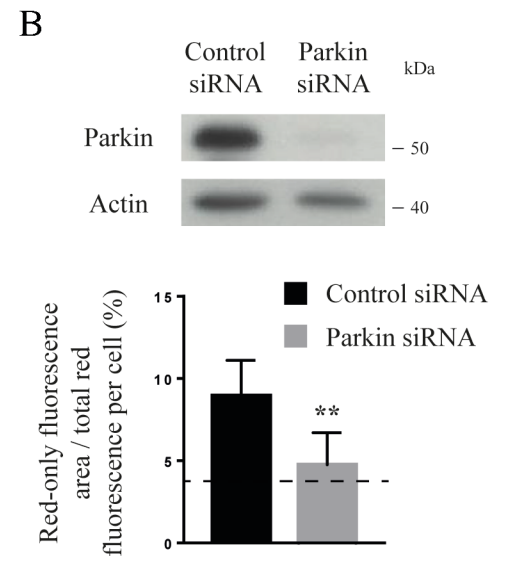 B
Control siRNA
Parkin siRNA
kDa
Parkin
– 50
Actin
– 40
Red-only fluorescence
area / total red
fluorescence per cell (%)
15
10
5
0
Control siRNA
Parkin siRNA
**